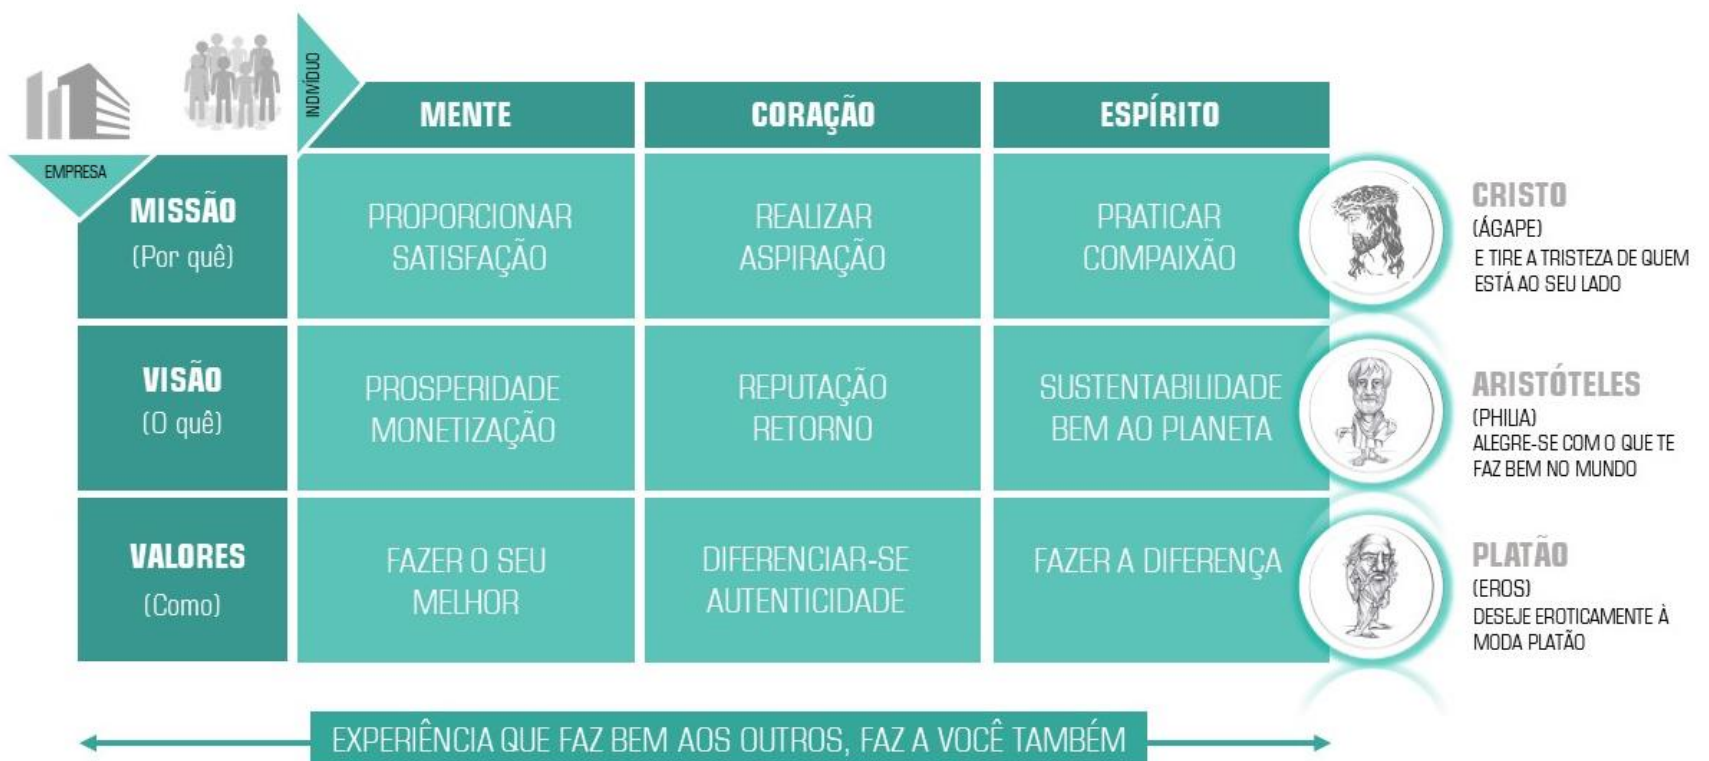 INDIVÍDUO
EMPRESA
MENTE
CORAÇÃO
ESPÍRITO
MISSÃO
(Por quê)
PROPORCIONAR
SATISFAÇÃO
REALIZAR
ASPIRAÇÃO
PRATICAR
COMPAIXÃO
CRISTO
(ÁGAPE)
E TIRE A TRISTEZA DE QUEM
ESTÁ AO SEU LADO
VISÃO
(O quê)
PROSPERIDADE
MONETIZAÇÃO
REPUTAÇÃO
RETORNO
SUSTENTABILIDADE
BEM AO PLANETA
ARISTÓTELES
(PHILIA)
ALEGRE-SE COM O QUE TE
FAZ BEM NO MUNDO
VALORES
(Como)
FAZER O SEU
MELHOR
DIFERENCIAR-SE
AUTENTICIDADE
FAZER A DIFERENÇA
PLATÃO
(EROS)
DESEJE EROTICAMENTE À
MODA PLATÃO
EXPERIÊNCIA QUE FAZ BEM AOS OUTROS, FAZ A VOCÊ TAMBÉM